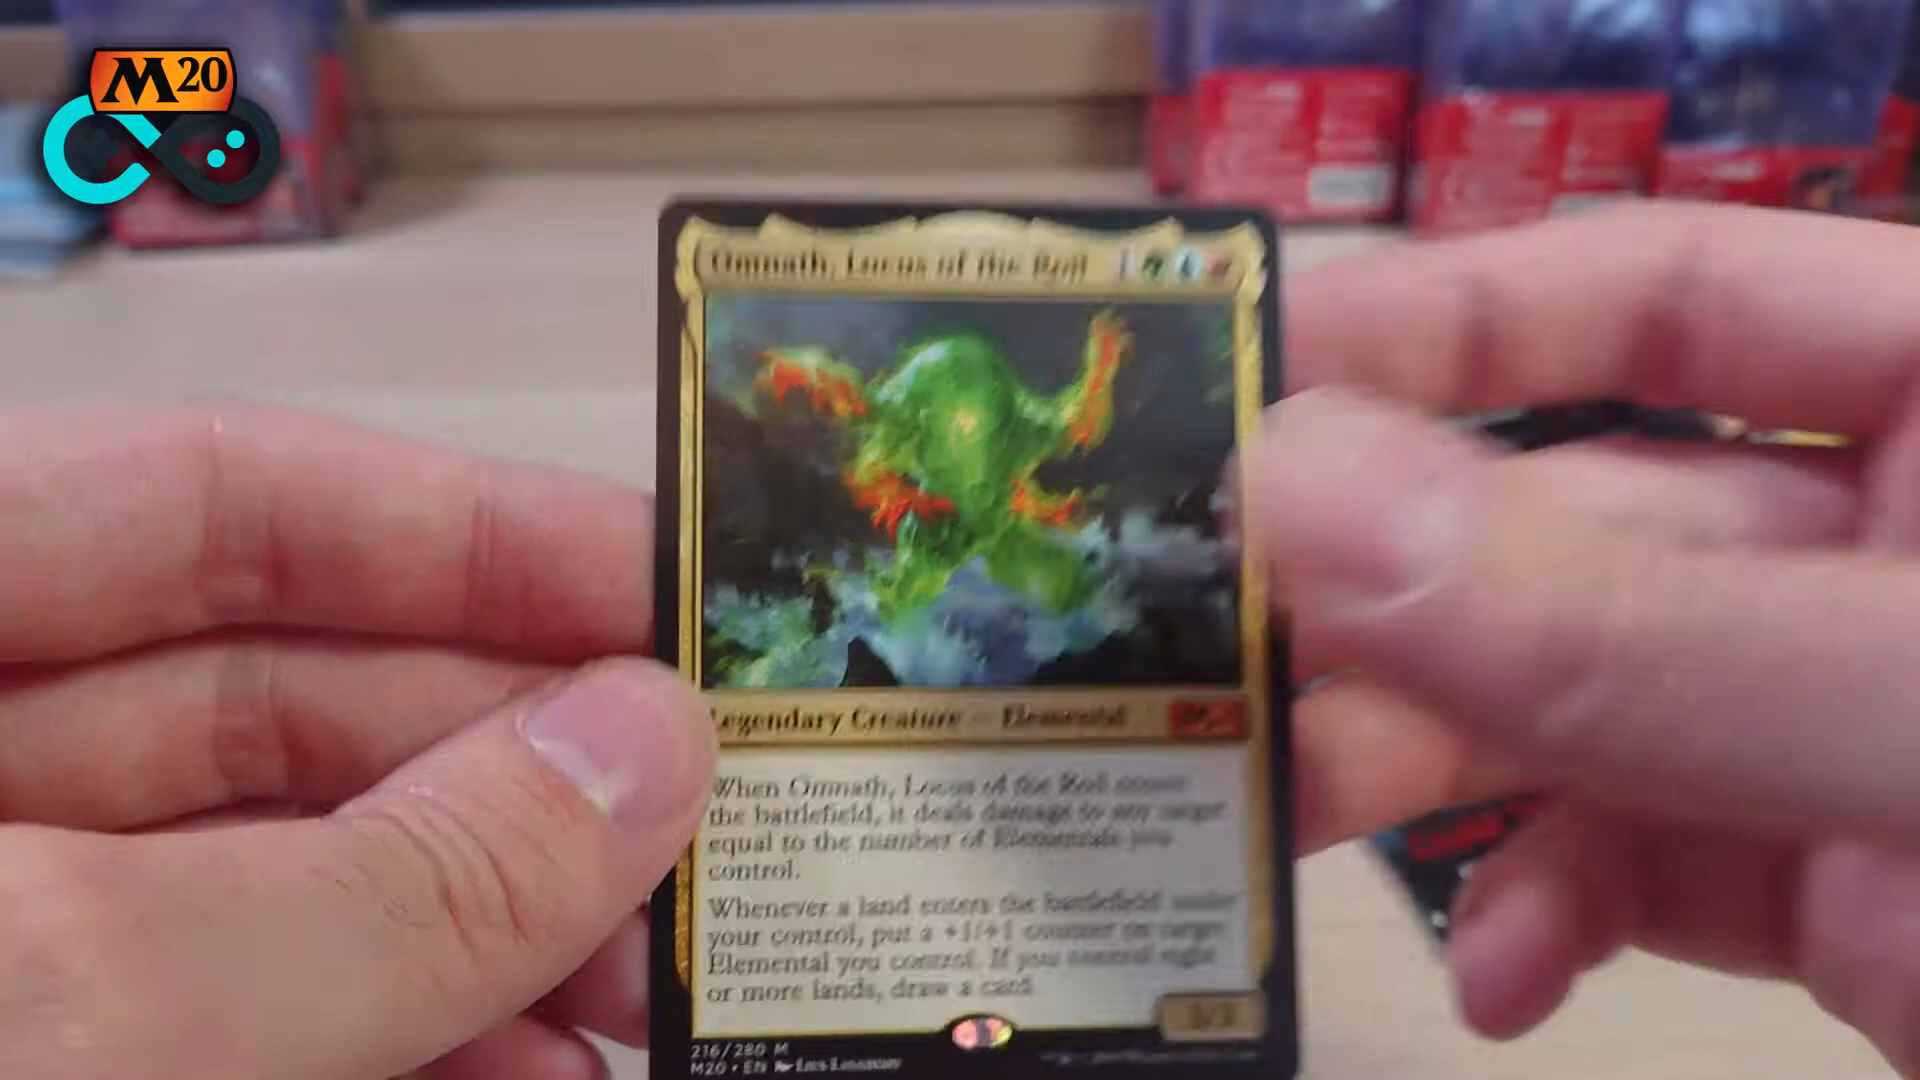 M20
Omnath, Locus of the Roil 1
Legendary Creature — Elemental
When Omnath, Locus of the Roil enters
the battlefield, it deals damage to any target
equal to the number of Elementals you
control.
Whenever a land enters the battlefield under
your control, put a +1/+1 counter on target
Elemental you control. If you control eight
or more lands, draw a card.
3/3
216/280 M
M20 • EN